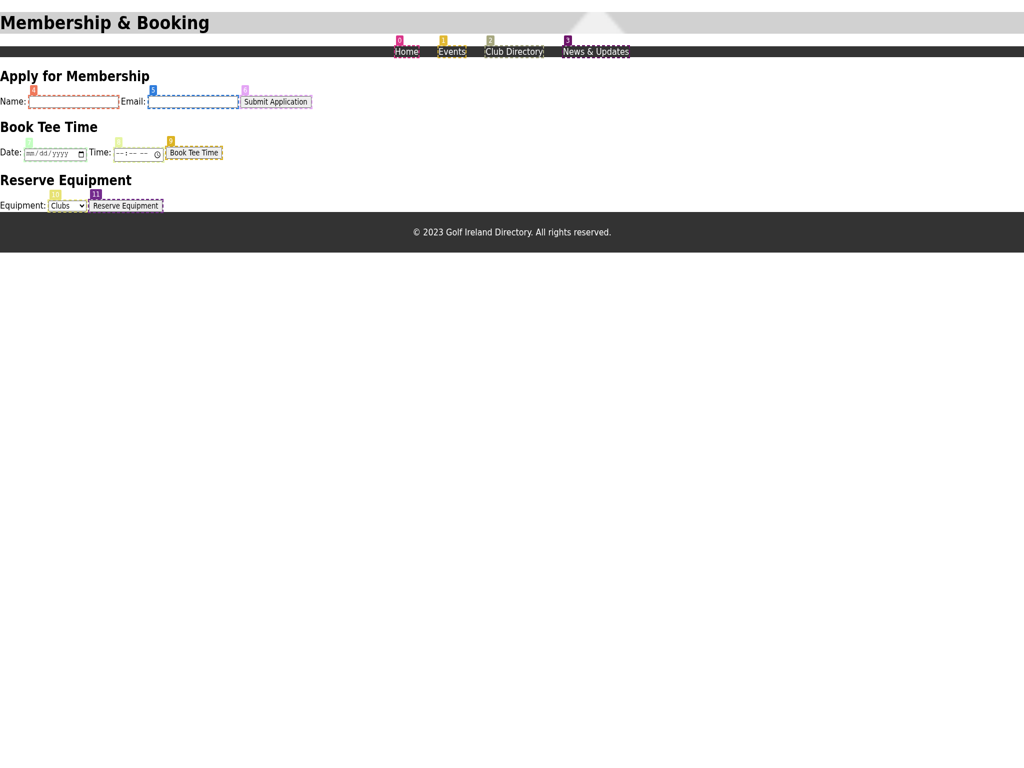 Membership & Booking
0 1 2 3
Home Events Club Directory News & Updates
Apply for Membership
4 5 6
Name: Email: Submit Application
Book Tee Time
7 8 9
Date: mm/dd/yyyy Time: --:-- -- Book Tee Time
Reserve Equipment
10 11
Equipment: Clubs Reserve Equipment
© 2023 Golf Ireland Directory. All rights reserved.